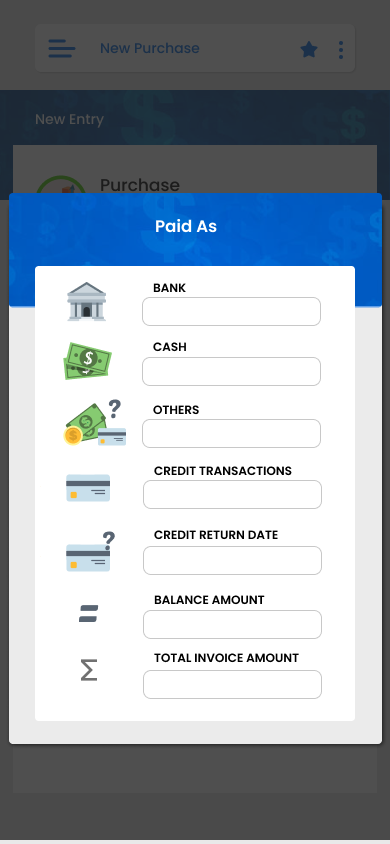 New Purchase
New Entry
Purchase
Paid As
BANK
CASH
OTHERS
CREDIT TRANSACTIONS
CREDIT RETURN DATE
BALANCE AMOUNT
TOTAL INVOICE AMOUNT